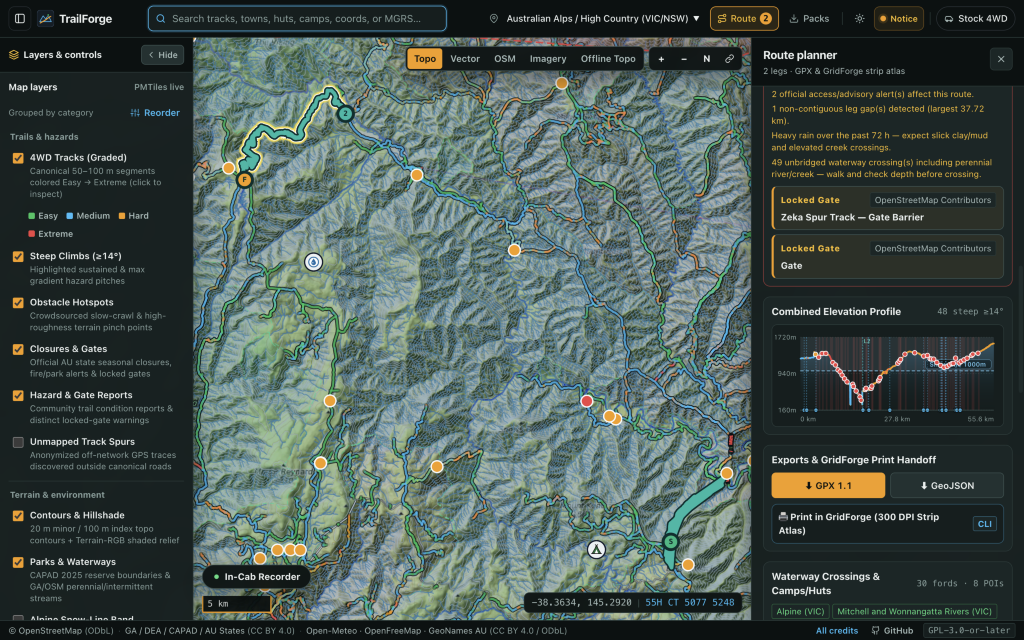 TrailForge
Search tracks, towns, huts, camps, coords, or MGRS...
Australian Alps / High Country (VIC/NSW) ▼
Route 2
Packs
Notice
Stock 4WD
Layers & controls
Hide
Map layers
PMTiles live
Grouped by category
Reorder
Trails & hazards
4WD Tracks (Graded)
Canonical 50–100 m segments
colored Easy → Extreme (click to
inspect)
Easy
Medium
Hard
Extreme
Steep Climbs (≥14°)
Highlighted sustained & max
gradient hazard pitches
Obstacle Hotspots
Crowdsourced slow-crawl & high-
roughness terrain pinch points
Closures & Gates
Official AU state seasonal closures,
fire/park alerts & locked gates
Hazard & Gate Reports
Community trail condition reports &
distinct locked-gate warnings
Unmapped Track Spurs
Anonymized off-network GPS traces
discovered outside canonical roads
Terrain & environment
Contours & Hillshade
20 m minor / 100 m index topo
contours + Terrain-RGB shaded relief
Parks & Waterways
CAPAD 2025 reserve boundaries &
GA/OSM perennial/intermittent
streams
Alpine Snow-Line Band
Topo
Vector
OSM
Imagery
Offline Topo
+
−
N
2
F
S
In-Cab Recorder
5 km
−38.3634, 145.2920 | 55H CT 5077 5248
Route planner
2 legs · GPX & GridForge strip atlas
×
2 official access/advisory alert(s) affect this route.
1 non-contiguous leg gap(s) detected (largest 37.72
km).
Heavy rain over the past 72 h — expect slick clay/mud
and elevated creek crossings.
49 unbridged waterway crossing(s) including perennial
river/creek — walk and check depth before crossing.
Locked Gate
OpenStreetMap Contributors
Zeka Spur Track — Gate Barrier
Locked Gate
OpenStreetMap Contributors
Gate
Combined Elevation Profile
48 steep ≥14°
1720m
940m
160m
L2
0 km
27.8 km
55.6 km
Exports & GridForge Print Handoff
GPX 1.1
GeoJSON
Print in GridForge (300 DPI Strip
Atlas)
CLI
Waterway Crossings &
Camps/Huts
30 fords · 8 POIs
Alpine (VIC)
Mitchell and Wonnangatta Rivers (VIC)
© OpenStreetMap (ODbL) · GA / DEA / CAPAD / AU States (CC BY 4.0) · Open-Meteo · OpenFreeMap · GeoNames AU (CC BY 4.0 / ODbL)
All credits
GitHub
GPL-3.0-or-later